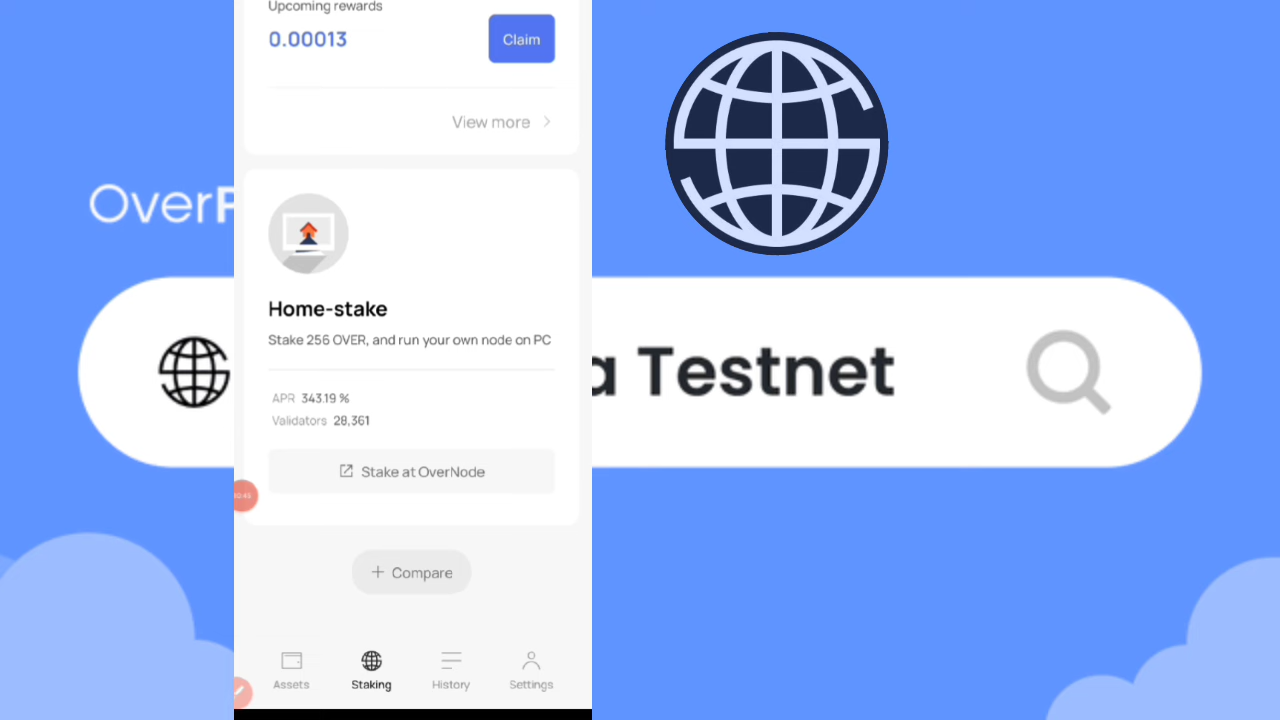 Upcoming rewards
0.00013
Claim
View more
Over
Home-stake
Stake 256 OVER, and run your own node on PC
a Testnet
APR 343.19 %
Validators 28,361
Stake at OverNode
+ Compare
Assets
Staking
History
Settings